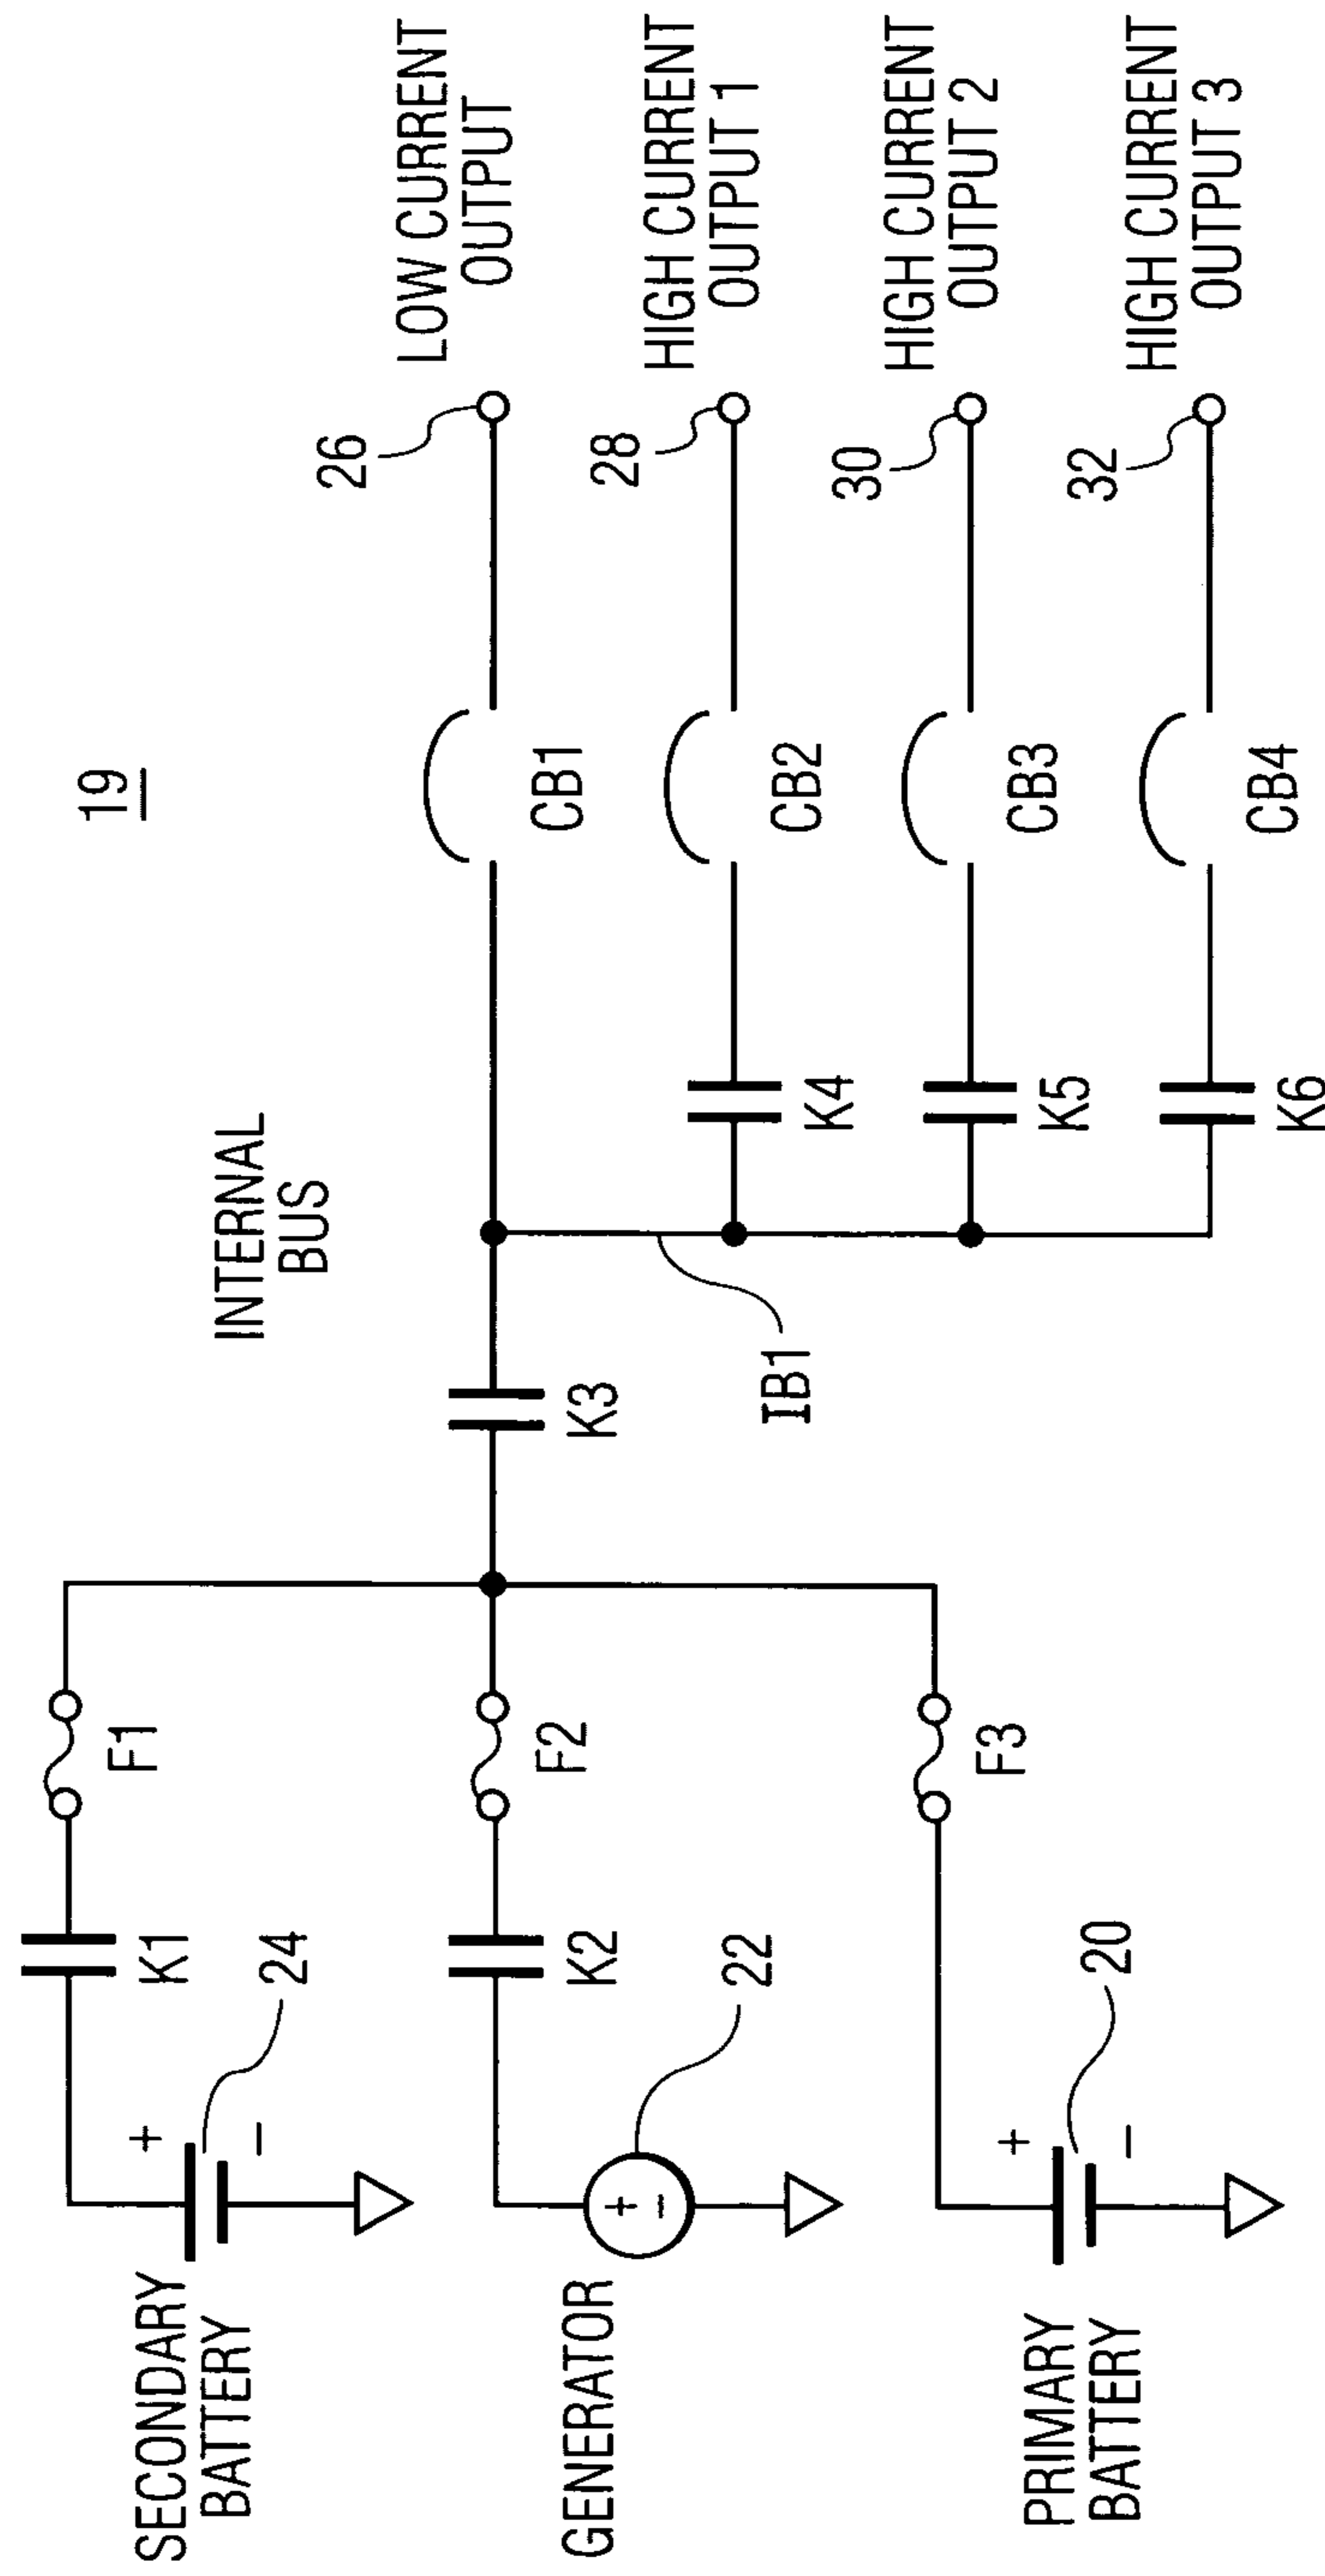 19
INTERNAL
BUS
SECONDARY
BATTERY
+
−
24
K1
F1
GENERATOR
+
−
22
K2
F2
PRIMARY
BATTERY
+
−
20
F3
K3
IB1
CB1
26
LOW CURRENT
OUTPUT
K4
CB2
28
HIGH CURRENT
OUTPUT 1
K5
CB3
30
HIGH CURRENT
OUTPUT 2
K6
CB4
32
HIGH CURRENT
OUTPUT 3